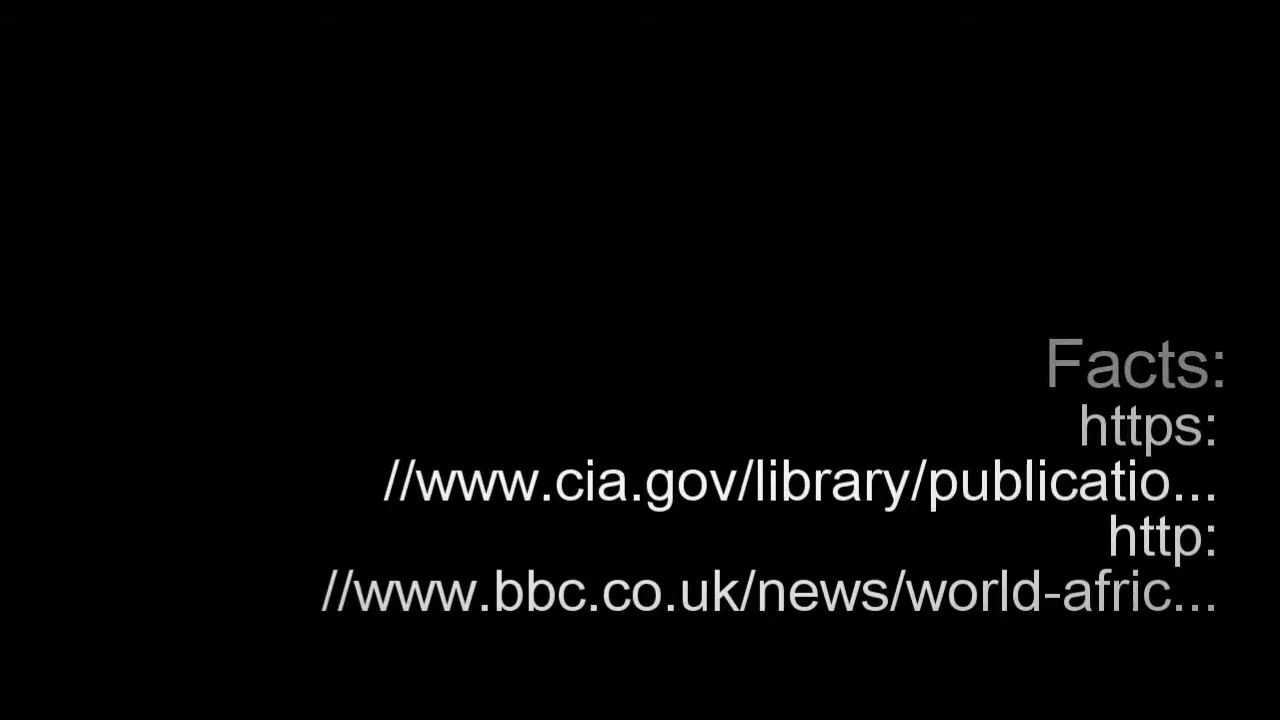 Facts:
https:
//www.cia.gov/library/publicatio...
http:
//www.bbc.co.uk/news/world-afric...